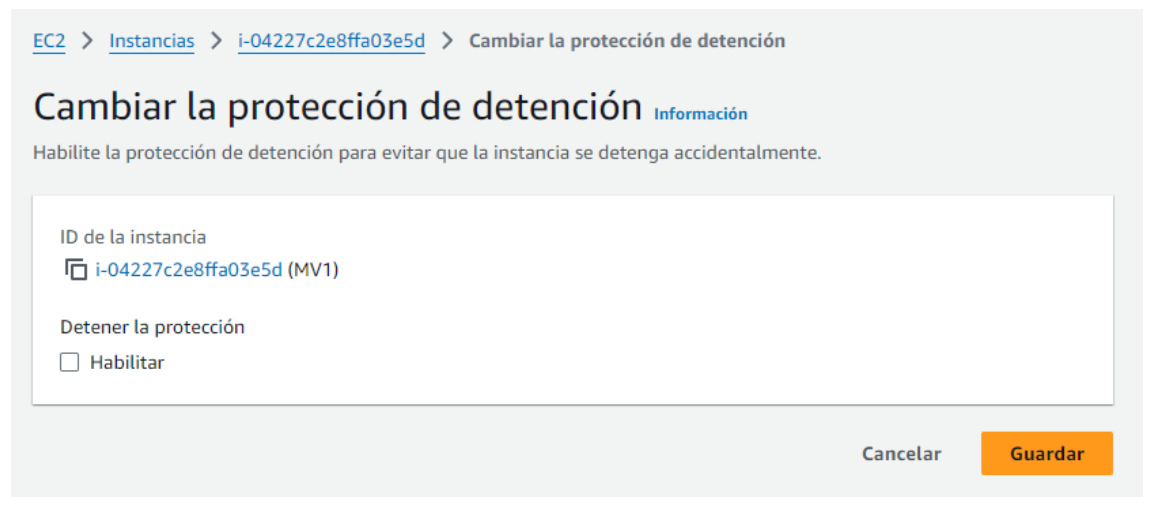 EC2 > Instancias > i-04227c2e8ffa03e5d > Cambiar la protección de detención
Cambiar la protección de detención Información
Habilite la protección de detención para evitar que la instancia se detenga accidentalmente.
ID de la instancia
i-04227c2e8ffa03e5d (MV1)
Detener la protección
Habilitar
Cancelar Guardar